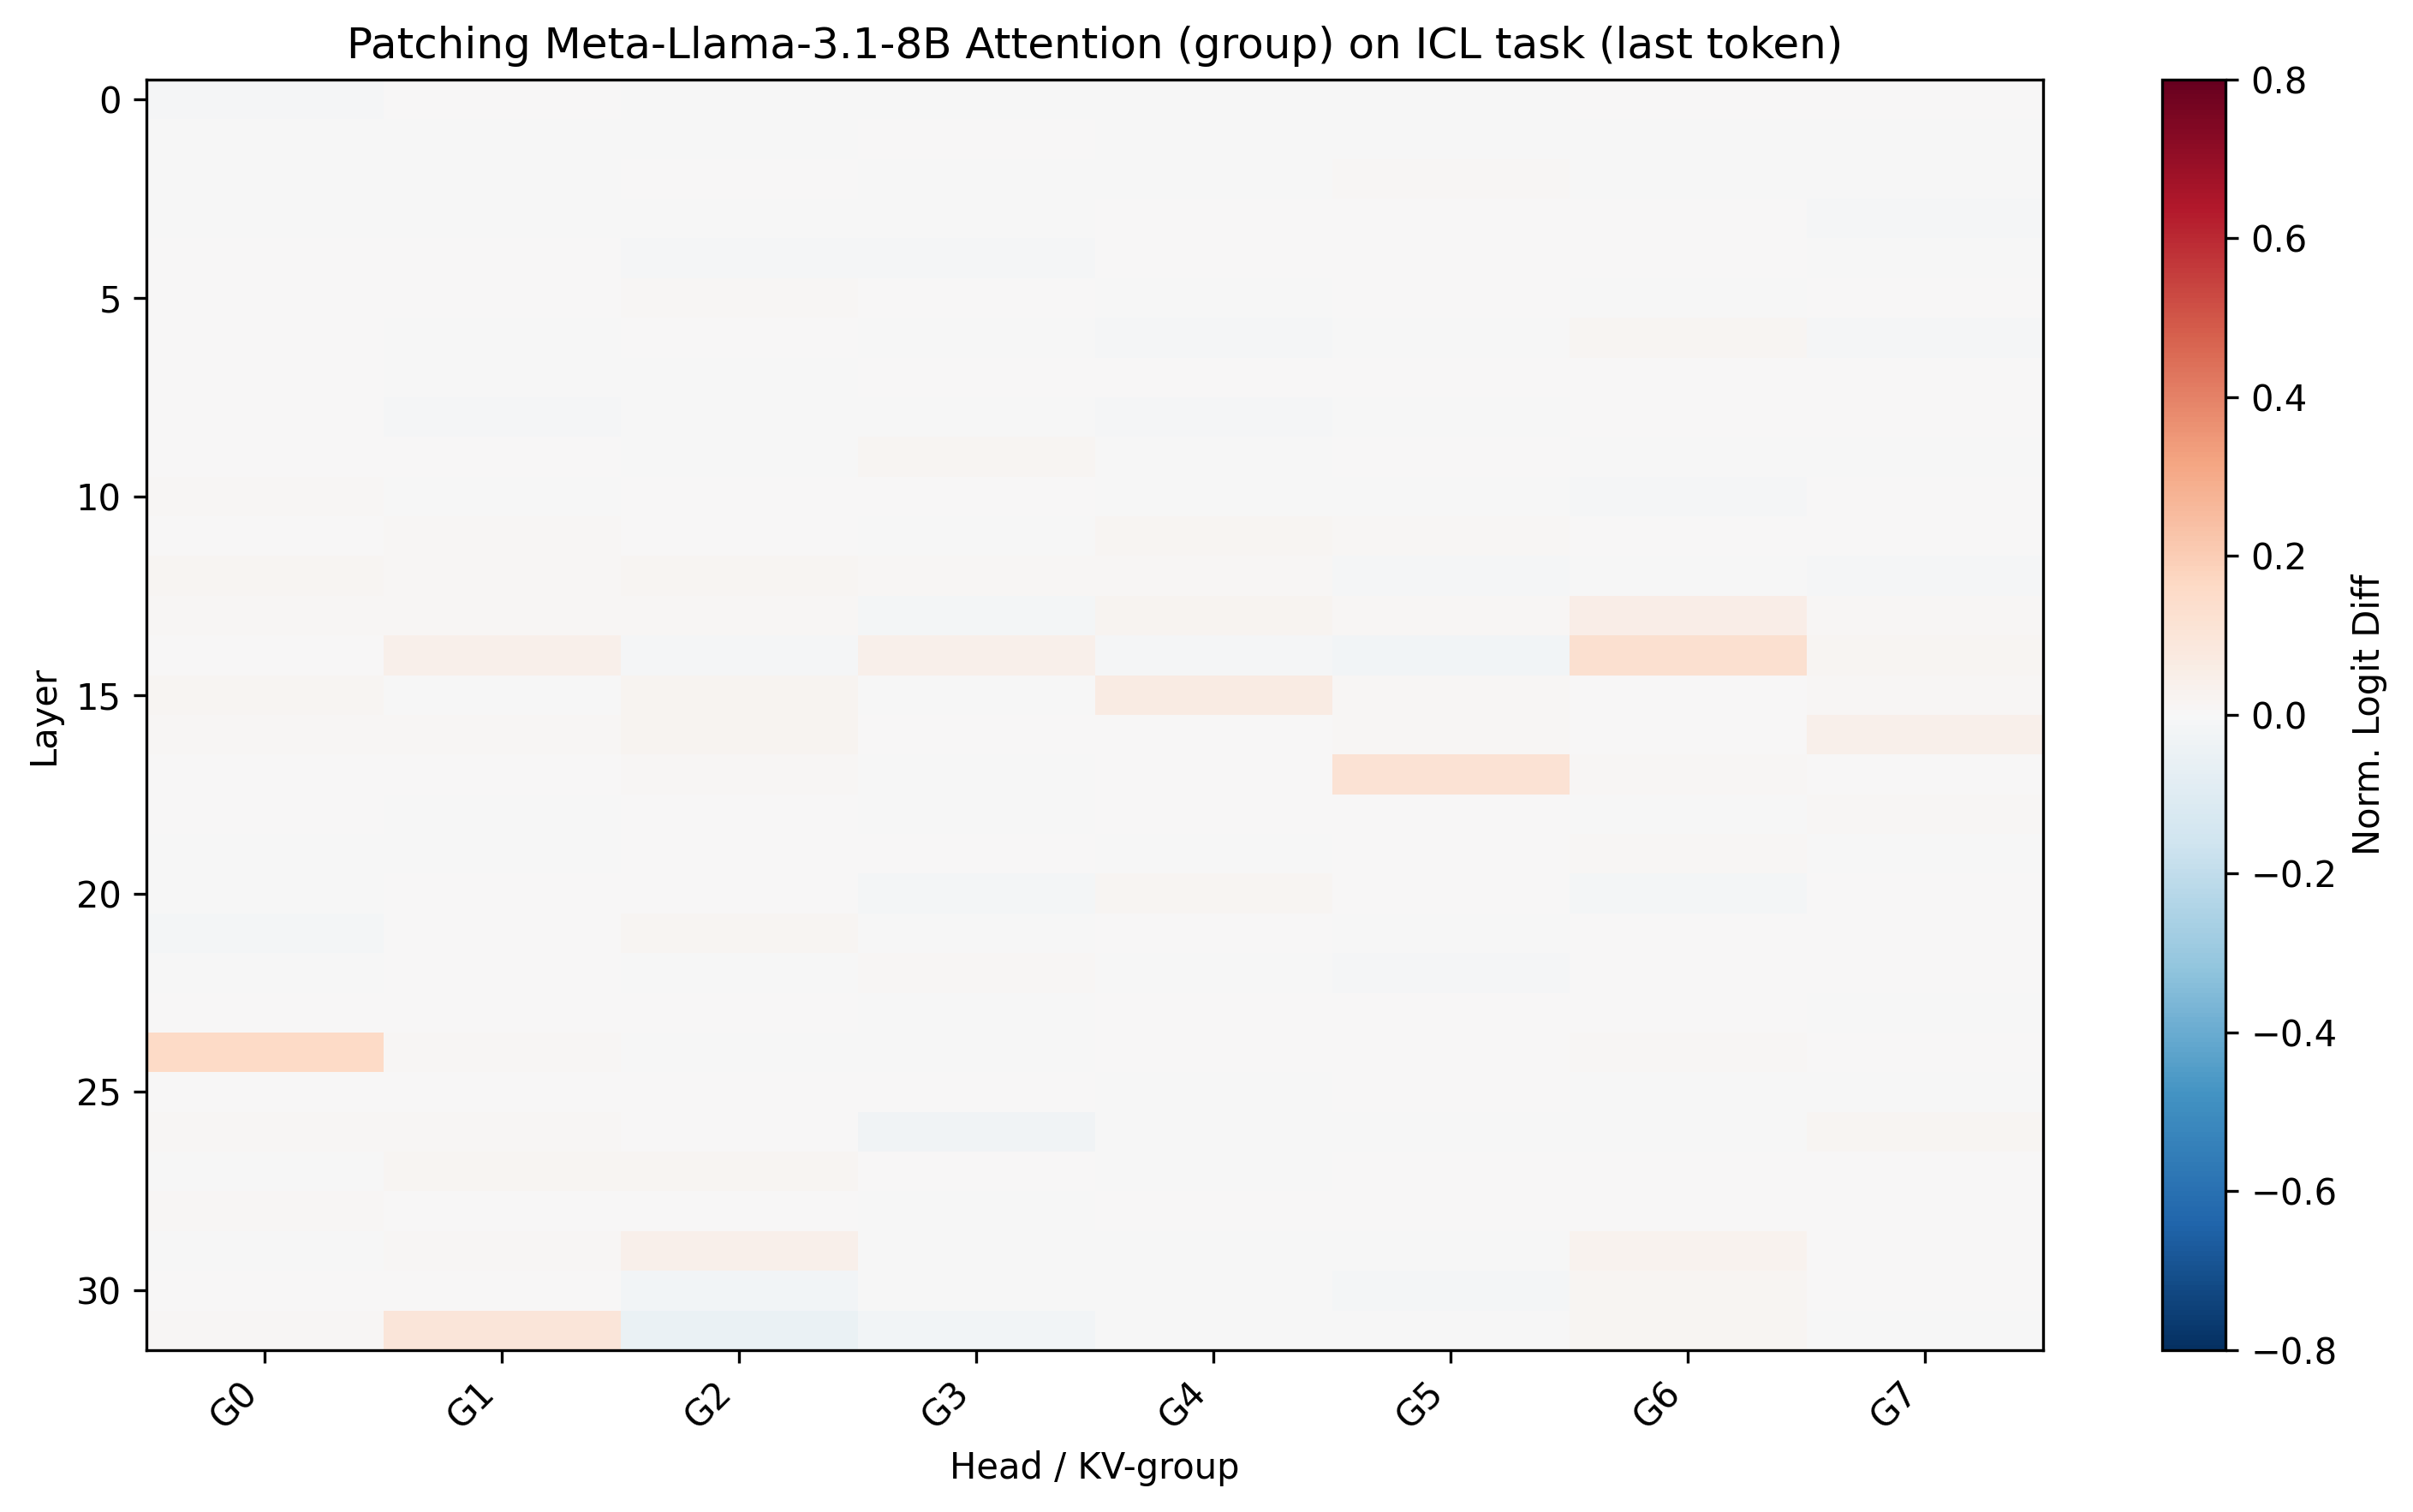 Patching Meta-Llama-3.1-8B Attention (group) on ICL task (last token)
0
5
10
15
20
25
30
Layer
G0
G1
G2
G3
G4
G5
G6
G7
Head / KV-group
0.8
0.6
0.4
0.2
0.0
−0.2
−0.4
−0.6
−0.8
Norm. Logit Diff